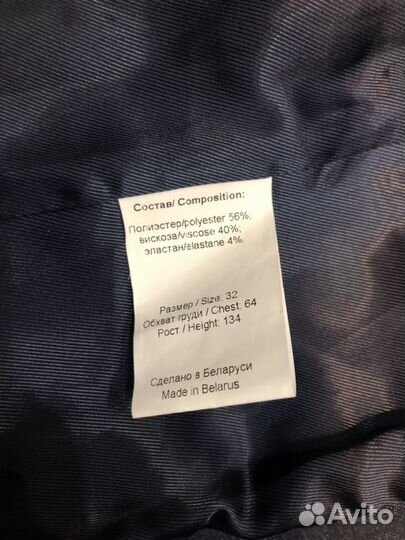 Состав/ Composition:
Полиэстер/polyester 56%;
вискоза/viscose 40%;
эластан/elastane 4%.
Размер / Size: 32
Обхват груди / Chest: 64
Рост / Height: 134
Сделано в Беларуси
Made in Belarus
Avito